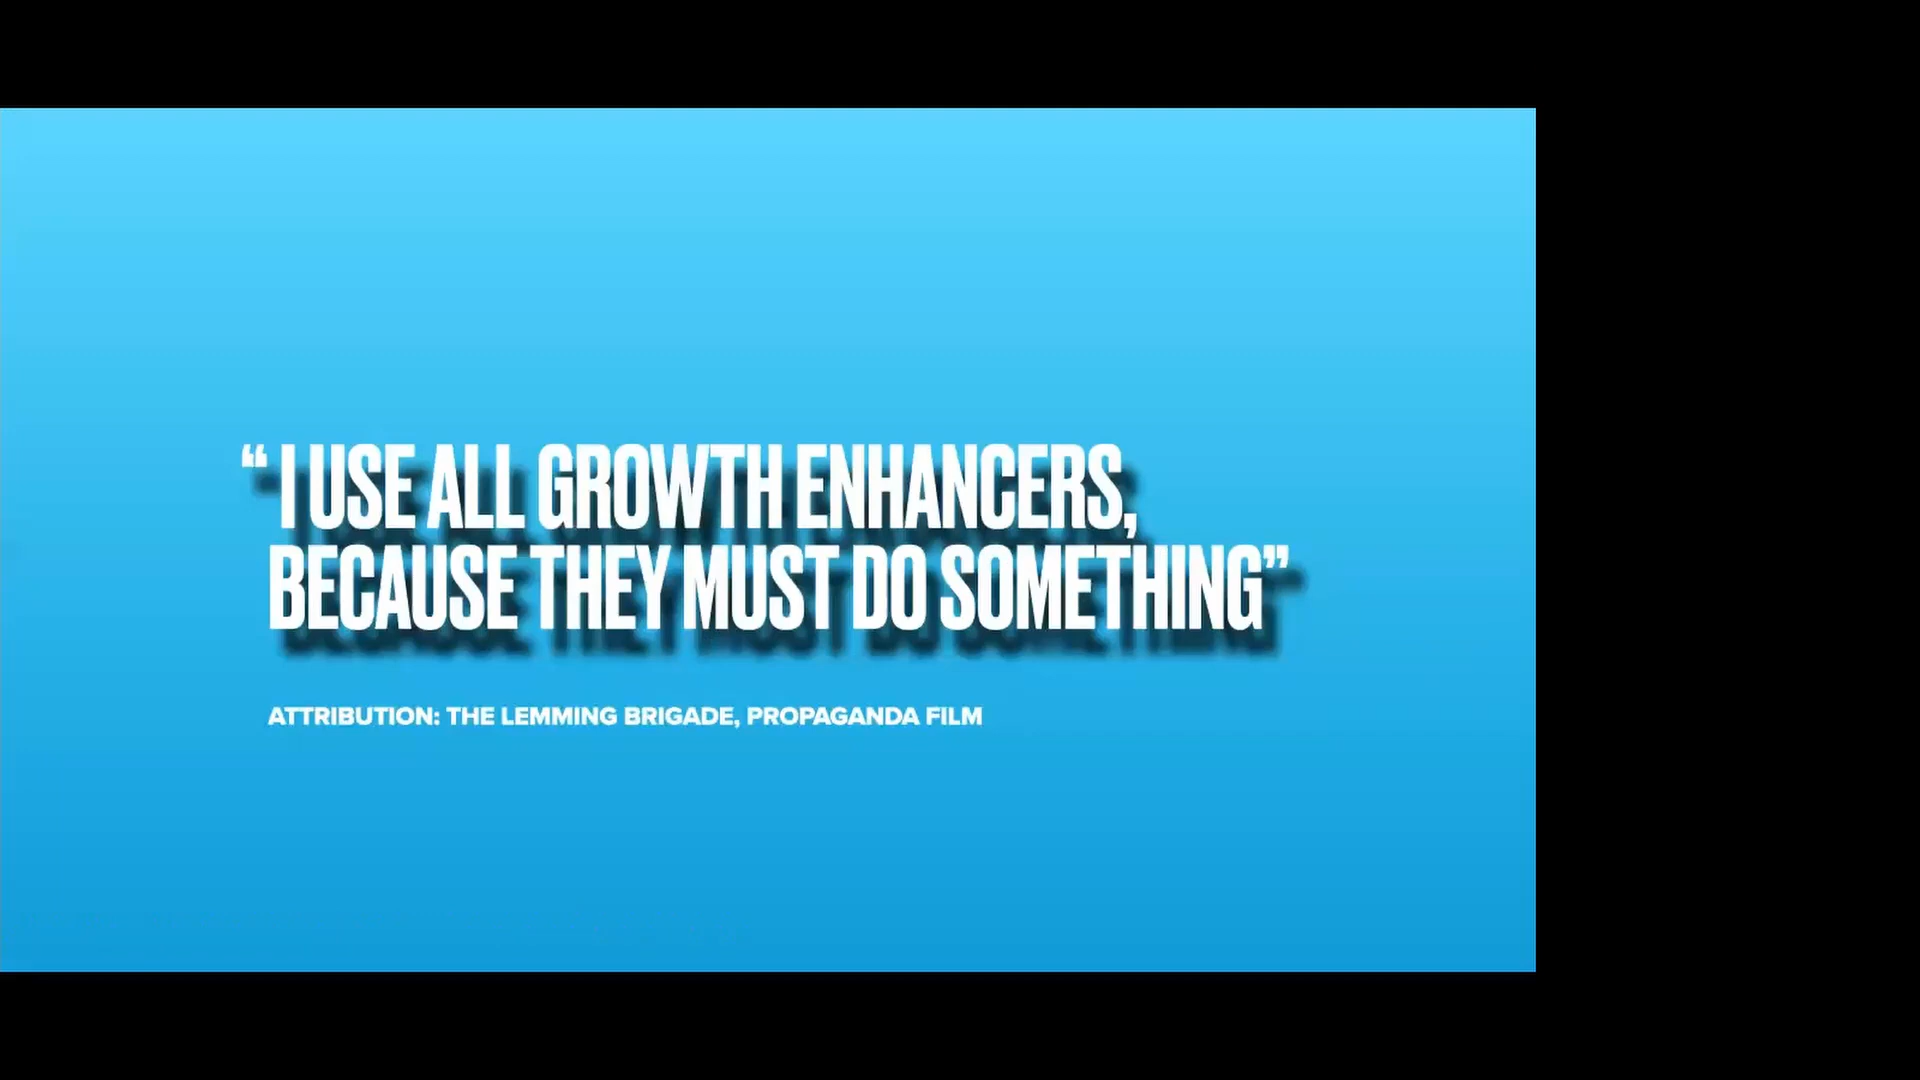 “ I USE ALL GROWTH ENHANCERS,
BECAUSE THEY MUST DO SOMETHING”
ATTRIBUTION: THE LEMMING BRIGADE, PROPAGANDA FILM